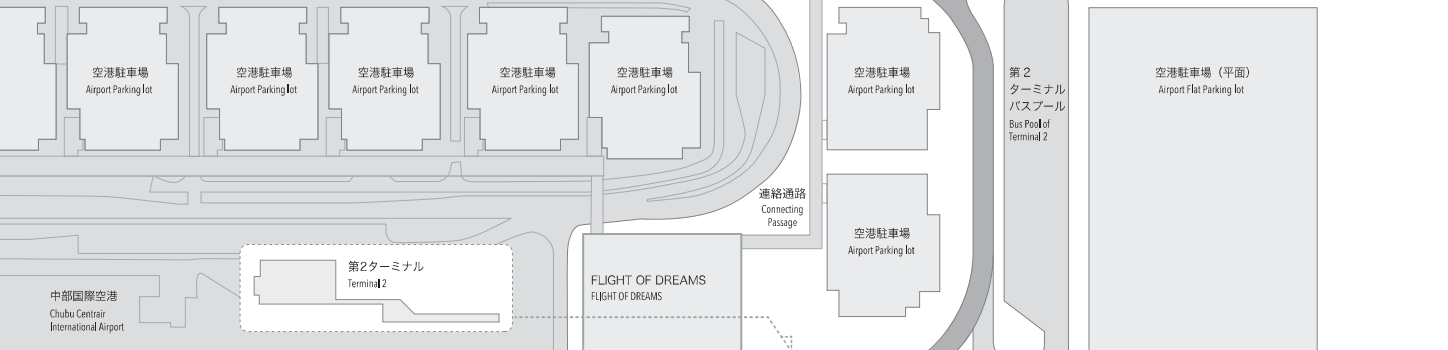 空港駐車場
Airport Parking lot
空港駐車場
Airport Parking lot
空港駐車場
Airport Parking lot
空港駐車場
Airport Parking lot
空港駐車場
Airport Parking lot
空港駐車場
Airport Parking lot
第 2
ターミナル
バスプール
Bus Pool of
Terminal 2
空港駐車場（平面）
Airport Flat Parking lot
連絡通路
Connecting
Passage
空港駐車場
Airport Parking lot
中部国際空港
Chubu Centrair
International Airport
第2ターミナル
Terminal 2
FLIGHT OF DREAMS
FLIGHT OF DREAMS